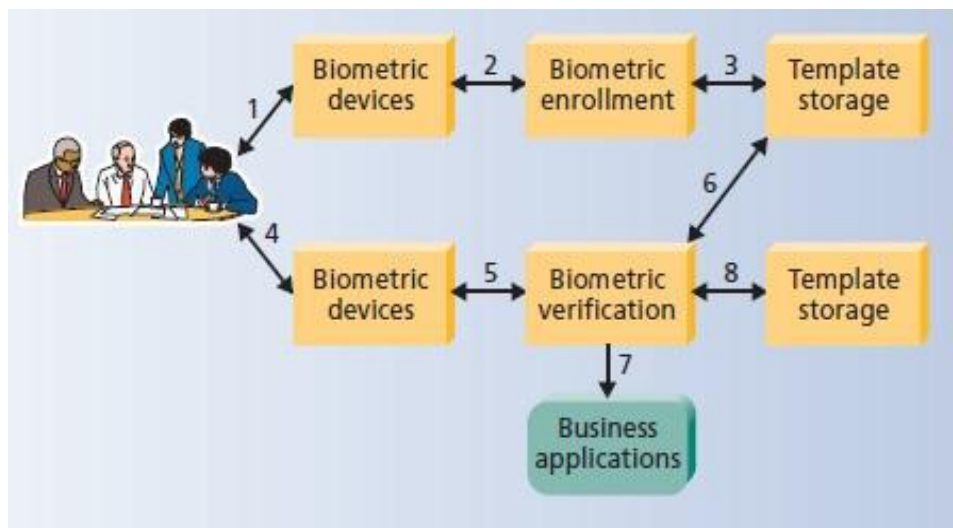 Biometric
devices
2
Biometric
enrollment
3
Template
storage
1
6
4
Biometric
devices
5
Biometric
verification
8
Template
storage
7
Business
applications